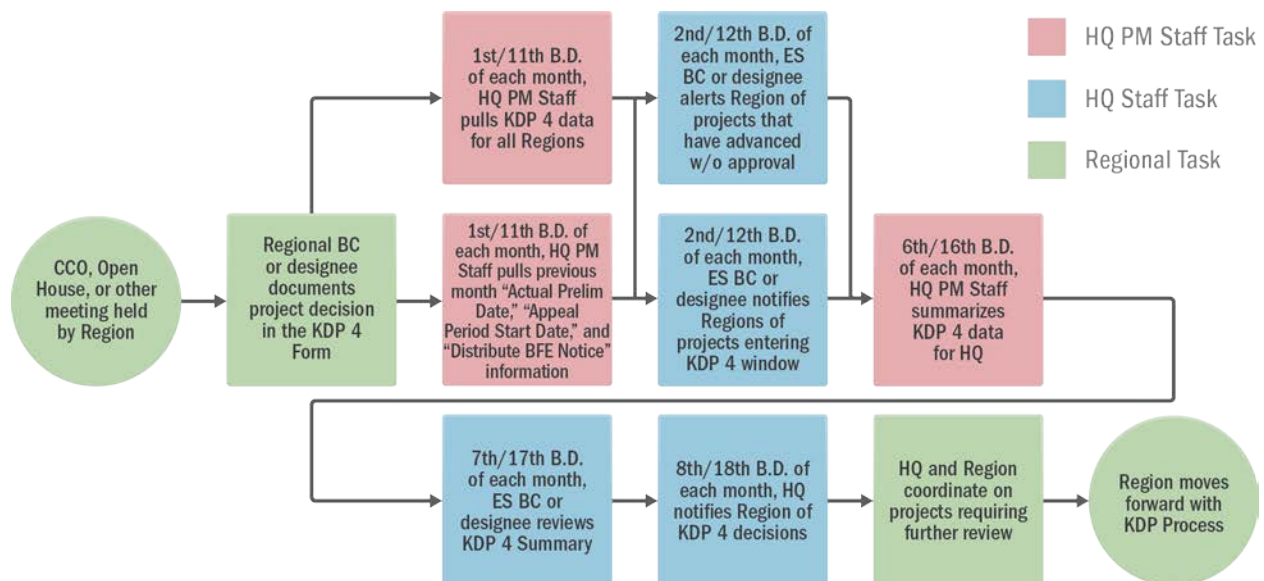 CCO, Open
House, or other
meeting held
by Region
Regional BC
or designee
documents
project decision
in the KDP 4
Form
1st/11th B.D.
of each month,
HQ PM Staff
pulls KDP 4 data
for all Regions
1st/11th B.D. of
each month, HQ PM
Staff pulls previous
month “Actual Prelim
Date,” “Appeal
Period Start Date,” and
“Distribute BFE Notice”
information
2nd/12th B.D. of
each month, ES
BC or designee
alerts Region of
projects that
have advanced
w/o approval
2nd/12th B.D.
of each month,
ES BC or
designee notifies
Regions of
projects entering
KDP 4 window
6th/16th B.D.
of each month,
HQ PM Staff
summarizes
KDP 4 data
for HQ
7th/17th B.D.
of each month,
ES BC or
designee reviews
KDP 4 Summary
8th/18th B.D. of
each month, HQ
notifies Region of
KDP 4 decisions
HQ and Region
coordinate on
projects requiring
further review
Region moves
forward with
KDP Process
HQ PM Staff Task
HQ Staff Task
Regional Task